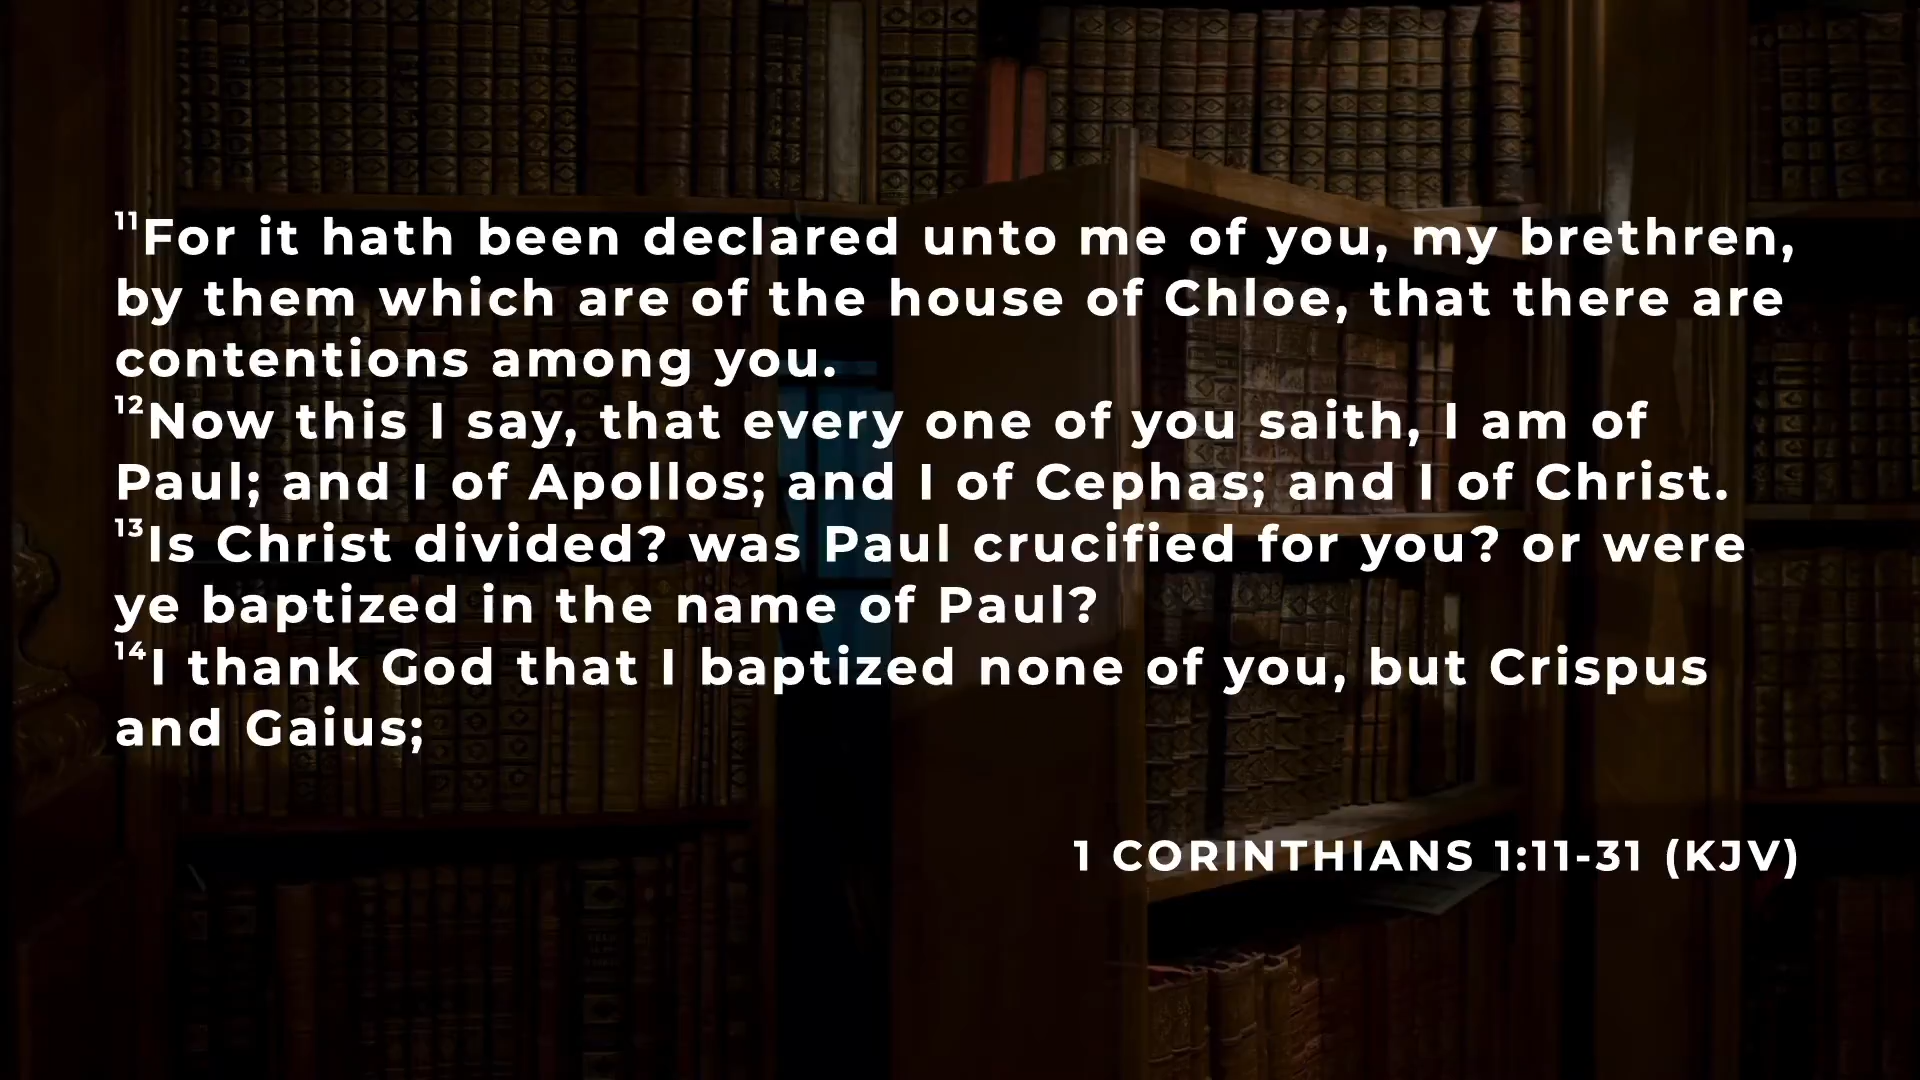 11For it hath been declared unto me of you, my brethren,
by them which are of the house of Chloe, that there are
contentions among you.
12Now this I say, that every one of you saith, I am of
Paul; and I of Apollos; and I of Cephas; and I of Christ.
13Is Christ divided? was Paul crucified for you? or were
ye baptized in the name of Paul?
14I thank God that I baptized none of you, but Crispus
and Gaius;
1 CORINTHIANS 1:11-31 (KJV)